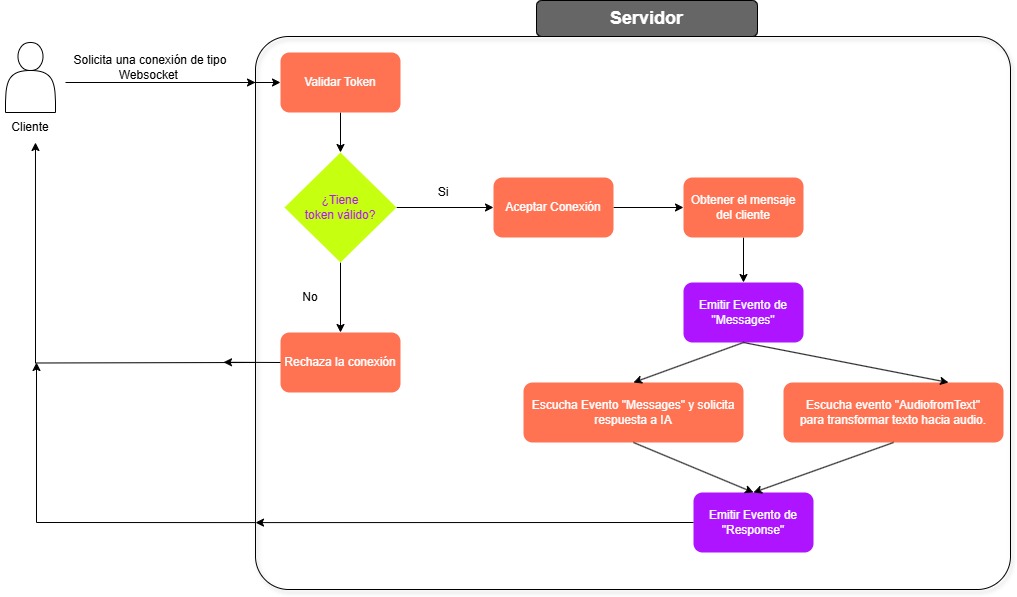 Servidor
Solicita una conexión de tipo
Websocket
Cliente
Validar Token
¿Tiene
token válido?
Si
Aceptar Conexión
Obtener el mensaje
del cliente
No
Emitir Evento de
"Messages"
Rechaza la conexión
Escucha Evento "Messages" y solicita
respuesta a IA
Escucha evento "AudiofromText"
para transformar texto hacia audio.
Emitir Evento de
"Response"